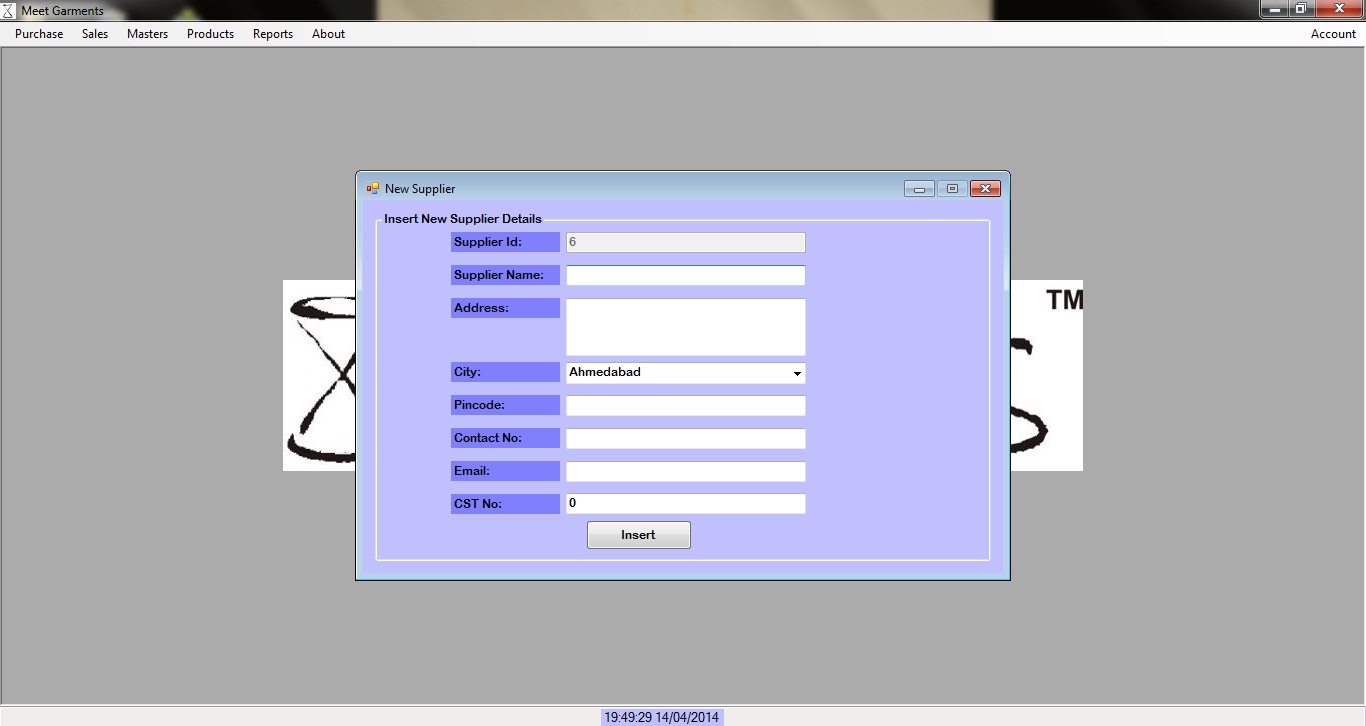 Meet Garments
Purchase Sales Masters Products Reports About Account
TM
New Supplier
Insert New Supplier Details
Supplier Id: 6
Supplier Name:
Address:
City: Ahmedabad
Pincode:
Contact No:
Email:
CST No: 0
Insert
19:49:29 14/04/2014